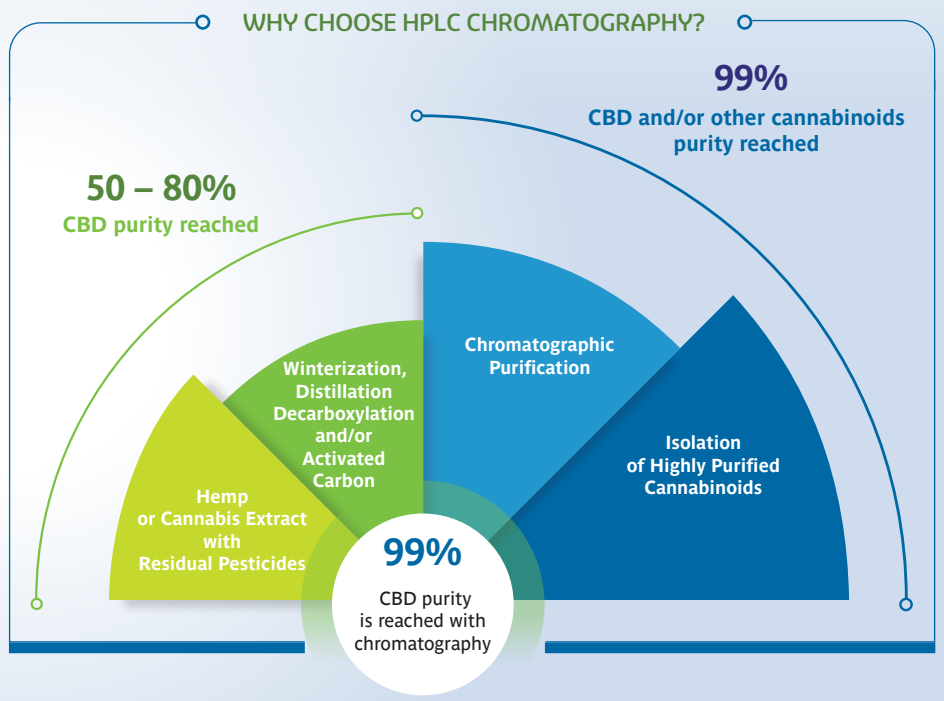 WHY CHOOSE HPLC CHROMATOGRAPHY?
99%
CBD and/or other cannabinoids
purity reached
50 – 80%
CBD purity reached
Hemp
or Cannabis Extract
with
Residual Pesticides
Winterization,
Distillation
Decarboxylation
and/or
Activated
Carbon
Chromatographic
Purification
Isolation
of Highly Purified
Cannabinoids
99%
CBD purity
is reached with
chromatography